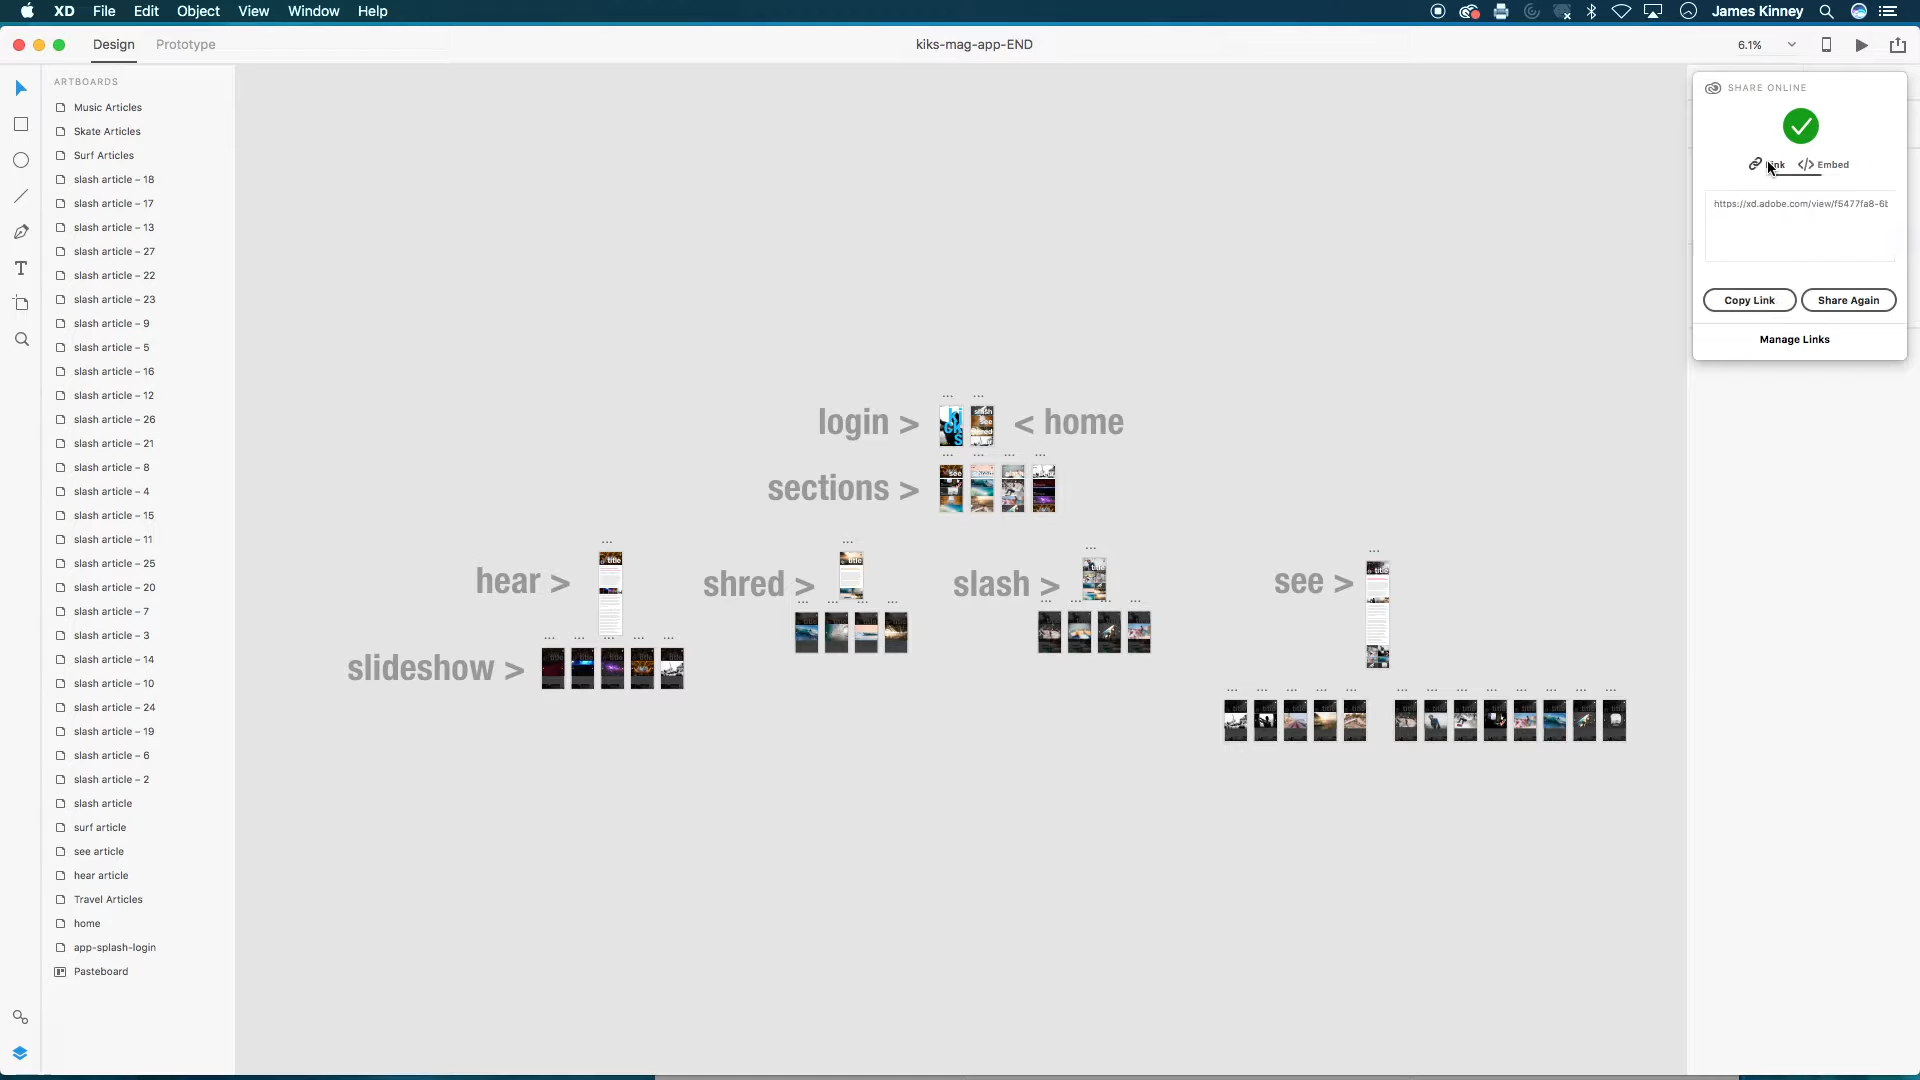 XD File Edit Object View Window Help
James Kinney
Design Prototype
kiks-mag-app-END
6.1%
ARTBOARDS
Music Articles
Skate Articles
Surf Articles
slash article – 18
slash article – 17
slash article – 13
slash article – 27
slash article – 22
slash article – 23
slash article – 9
slash article – 5
slash article – 16
slash article – 12
slash article – 26
slash article – 21
slash article – 8
slash article – 4
slash article – 15
slash article – 11
slash article – 25
slash article – 20
slash article – 7
slash article – 3
slash article – 14
slash article – 10
slash article – 24
slash article – 19
slash article – 6
slash article – 2
slash article
surf article
see article
hear article
Travel Articles
home
app-splash-login
Pasteboard
login > < home
sections >
hear > shred > slash > see >
slideshow >
SHARE ONLINE
Link </> Embed
https://xd.adobe.com/view/f5477fa8-6b
Copy Link Share Again
Manage Links